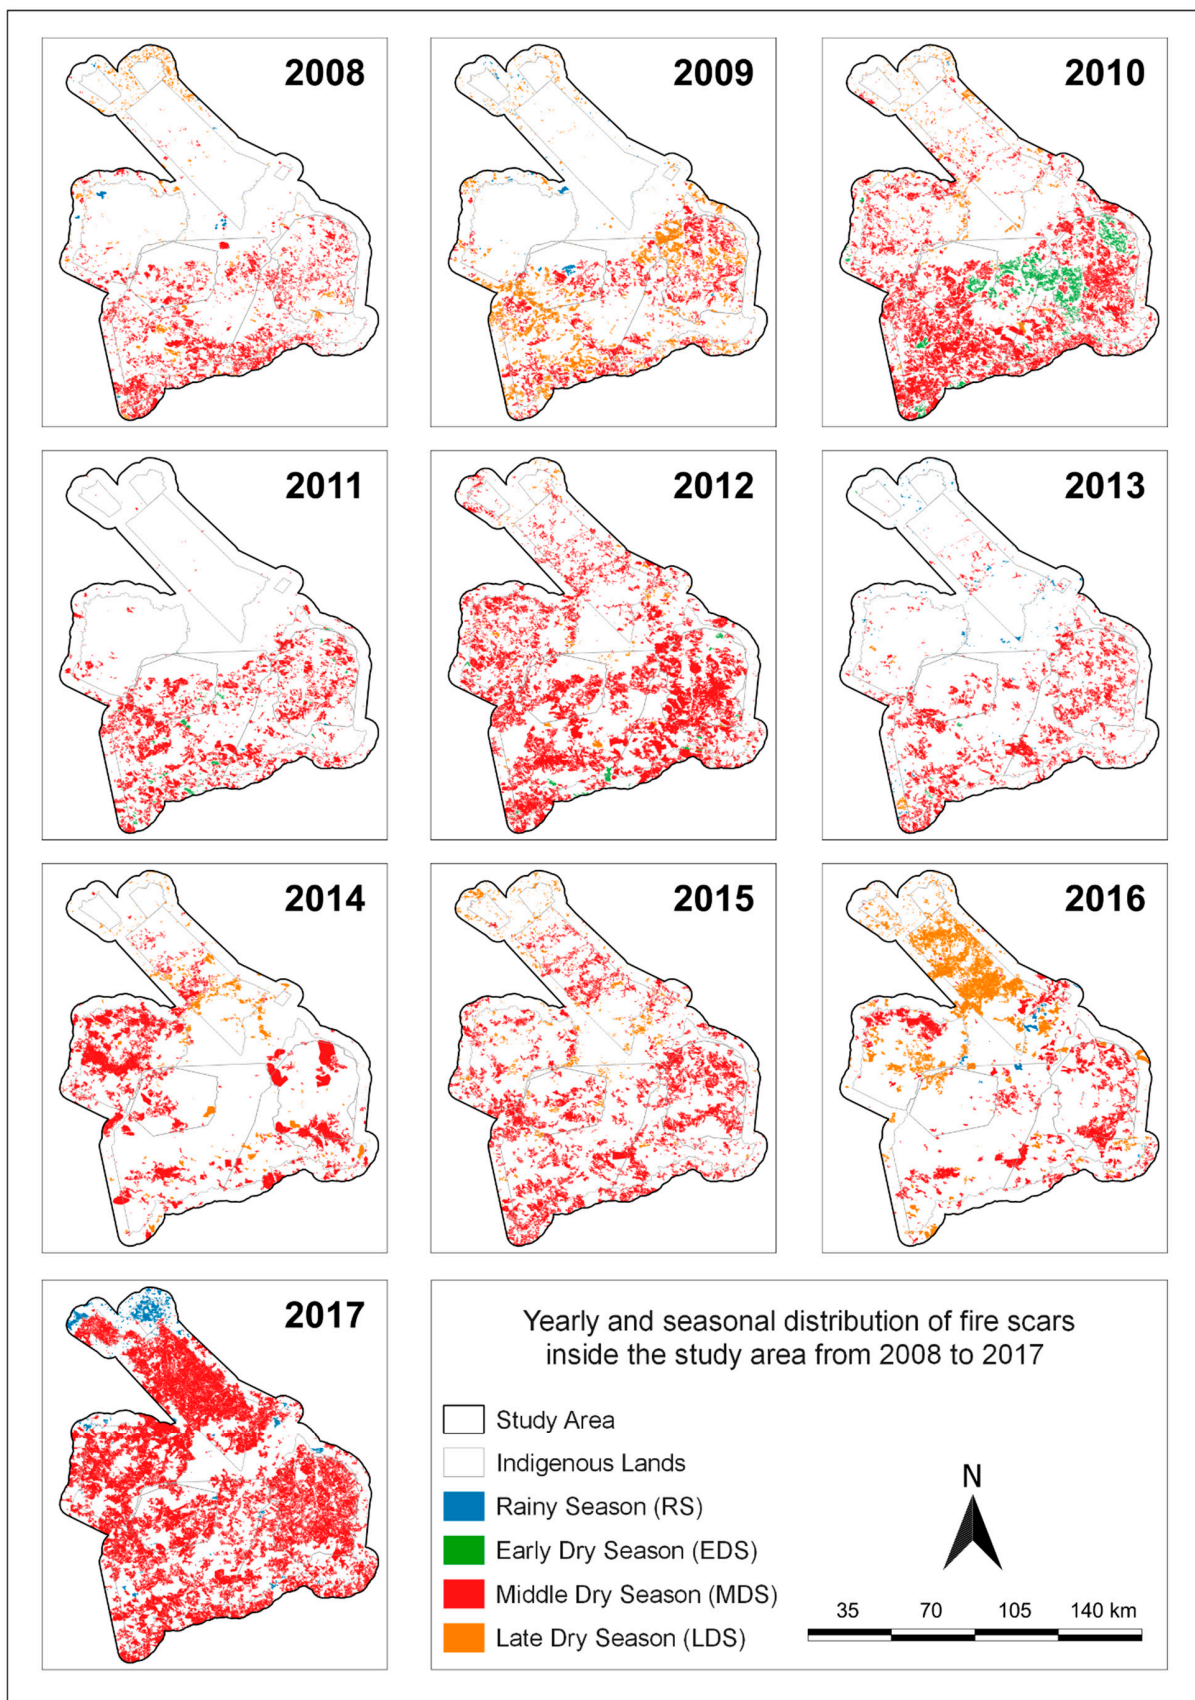 2008
2009
2010
2011
2012
2013
2014
2015
2016
2017
Yearly and seasonal distribution of fire scars
inside the study area from 2008 to 2017
Study Area
Indigenous Lands
Rainy Season (RS)
Early Dry Season (EDS)
Middle Dry Season (MDS)
Late Dry Season (LDS)
N
35 70 105 140 km